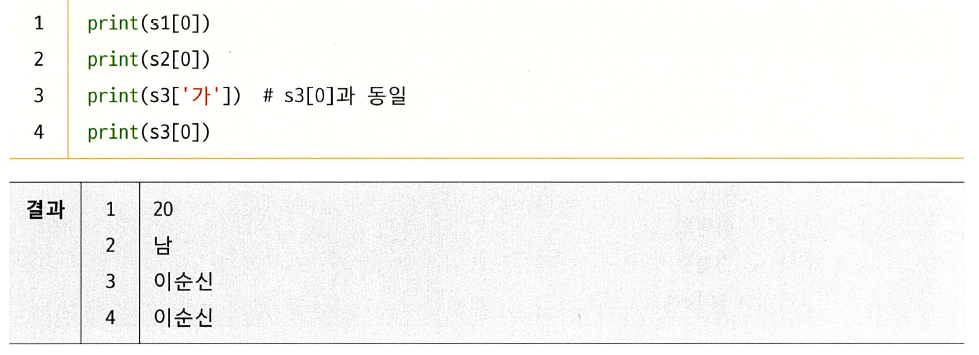 1 print(s1[0])
2 print(s2[0])
3 print(s3['가']) # s3[0]과 동일
4 print(s3[0])
결과 1 20
2 남
3 이순신
4 이순신